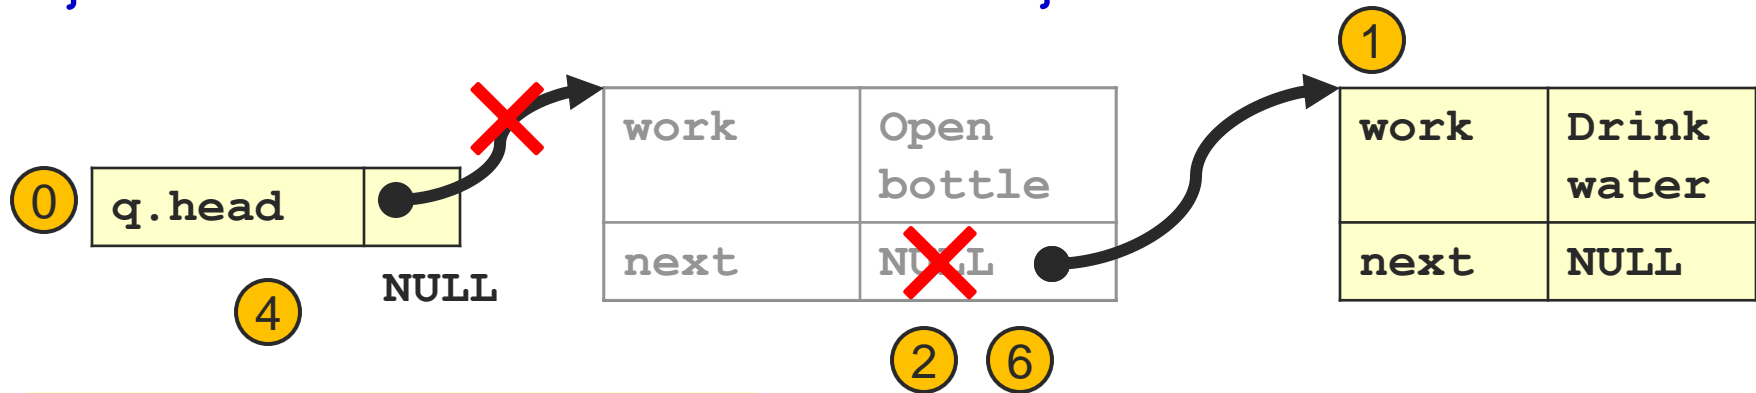 }
}
1
work
Open
bottle
work
Drink
water
0
q.head
next
NULL
next
NULL
NULL
4
2
6